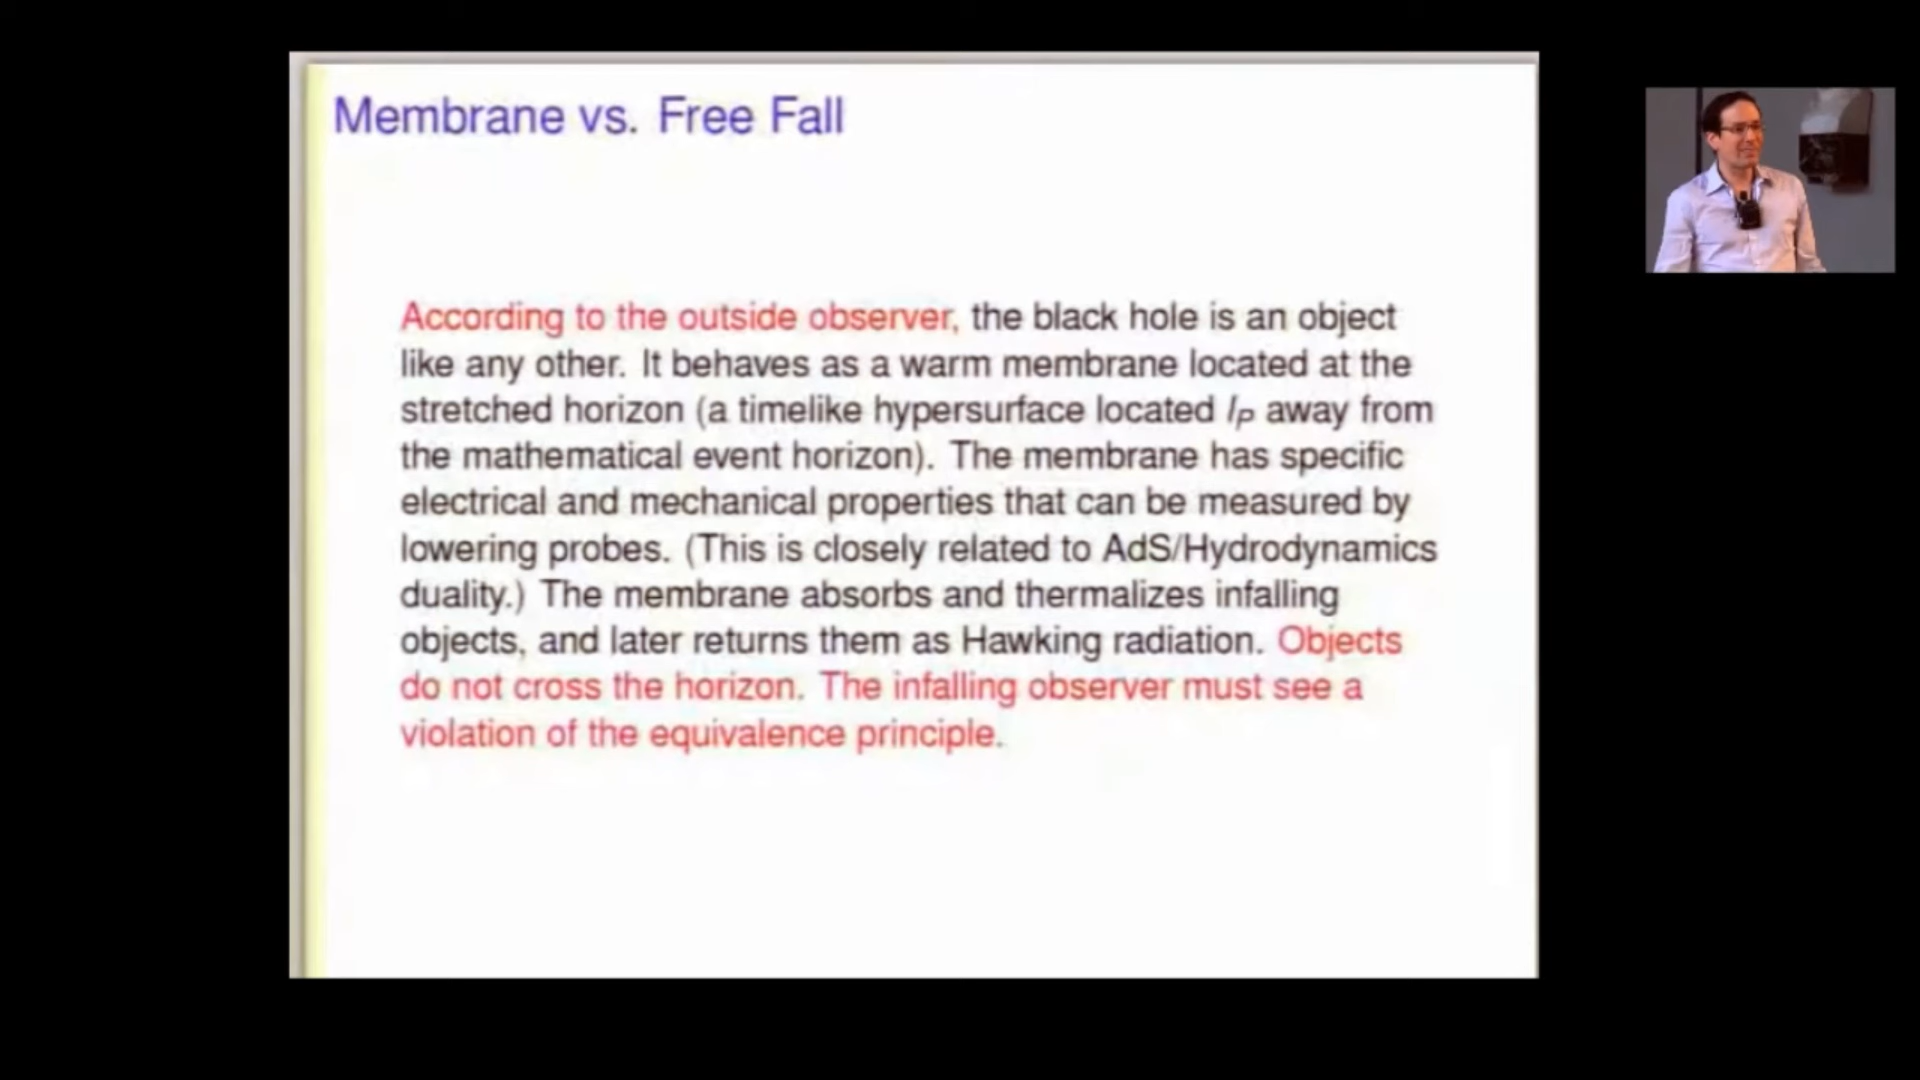 Membrane vs. Free Fall
According to the outside observer, the black hole is an object
like any other. It behaves as a warm membrane located at the
stretched horizon (a timelike hypersurface located lP away from
the mathematical event horizon). The membrane has specific
electrical and mechanical properties that can be measured by
lowering probes. (This is closely related to AdS/Hydrodynamics
duality.) The membrane absorbs and thermalizes infalling
objects, and later returns them as Hawking radiation. Objects
do not cross the horizon. The infalling observer must see a
violation of the equivalence principle.